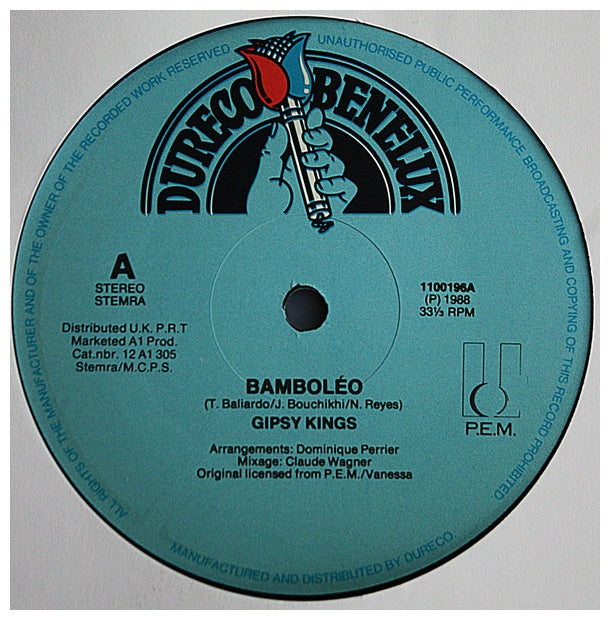 ALL RIGHTS OF THE MANUFACTURER AND OF THE OWNER OF THE RECORDED WORK RESERVED
UNAUTHORISED PUBLIC PERFORMANCE BROADCASTING AND COPYING OF THIS RECORD PROHIBITED
DURECO BENELUX
A
STEREO
STEMRA
1100196A
(P) 1988
33⅓ RPM
Distributed U.K. P.R.T
Marketed A1 Prod.
Cat.nbr. 12 A1 305
Stemra/M.C.P.S.
P.E.M.
BAMBOLÉO
(T. Baliardo/J. Bouchikhi/N. Reyes)
GIPSY KINGS
Arrangements: Dominique Perrier
Mixage: Claude Wagner
Original licensed from P.E.M./Vanessa
MANUFACTURED AND DISTRIBUTED BY DURECO